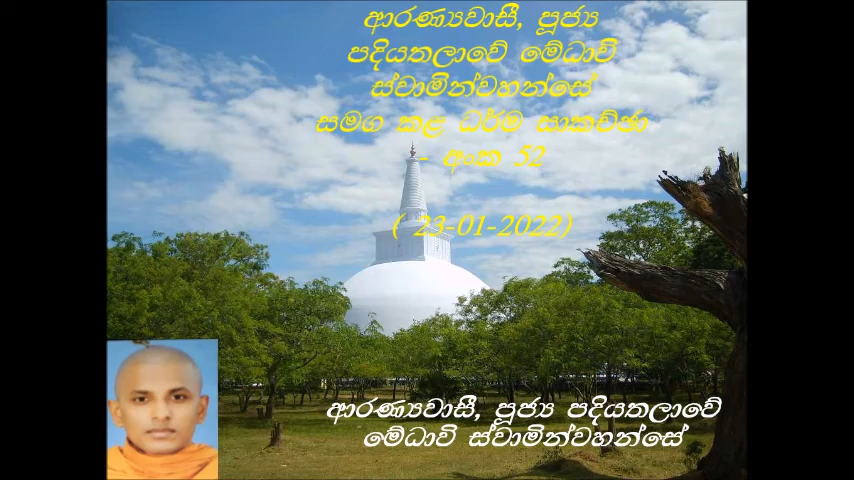 ආරණ්‍යවාසී, පූජ්‍ය
පදියතලාවේ මේධාවි
ස්වාමින්වහන්සේ
සමග කළ ධර්ම සාකච්ඡා
- අංක 52
( 23-01-2022)
ආරණ්‍යවාසී, පූජ්‍ය පදියතලාවේ
මේධාවි ස්වාමින්වහන්සේ